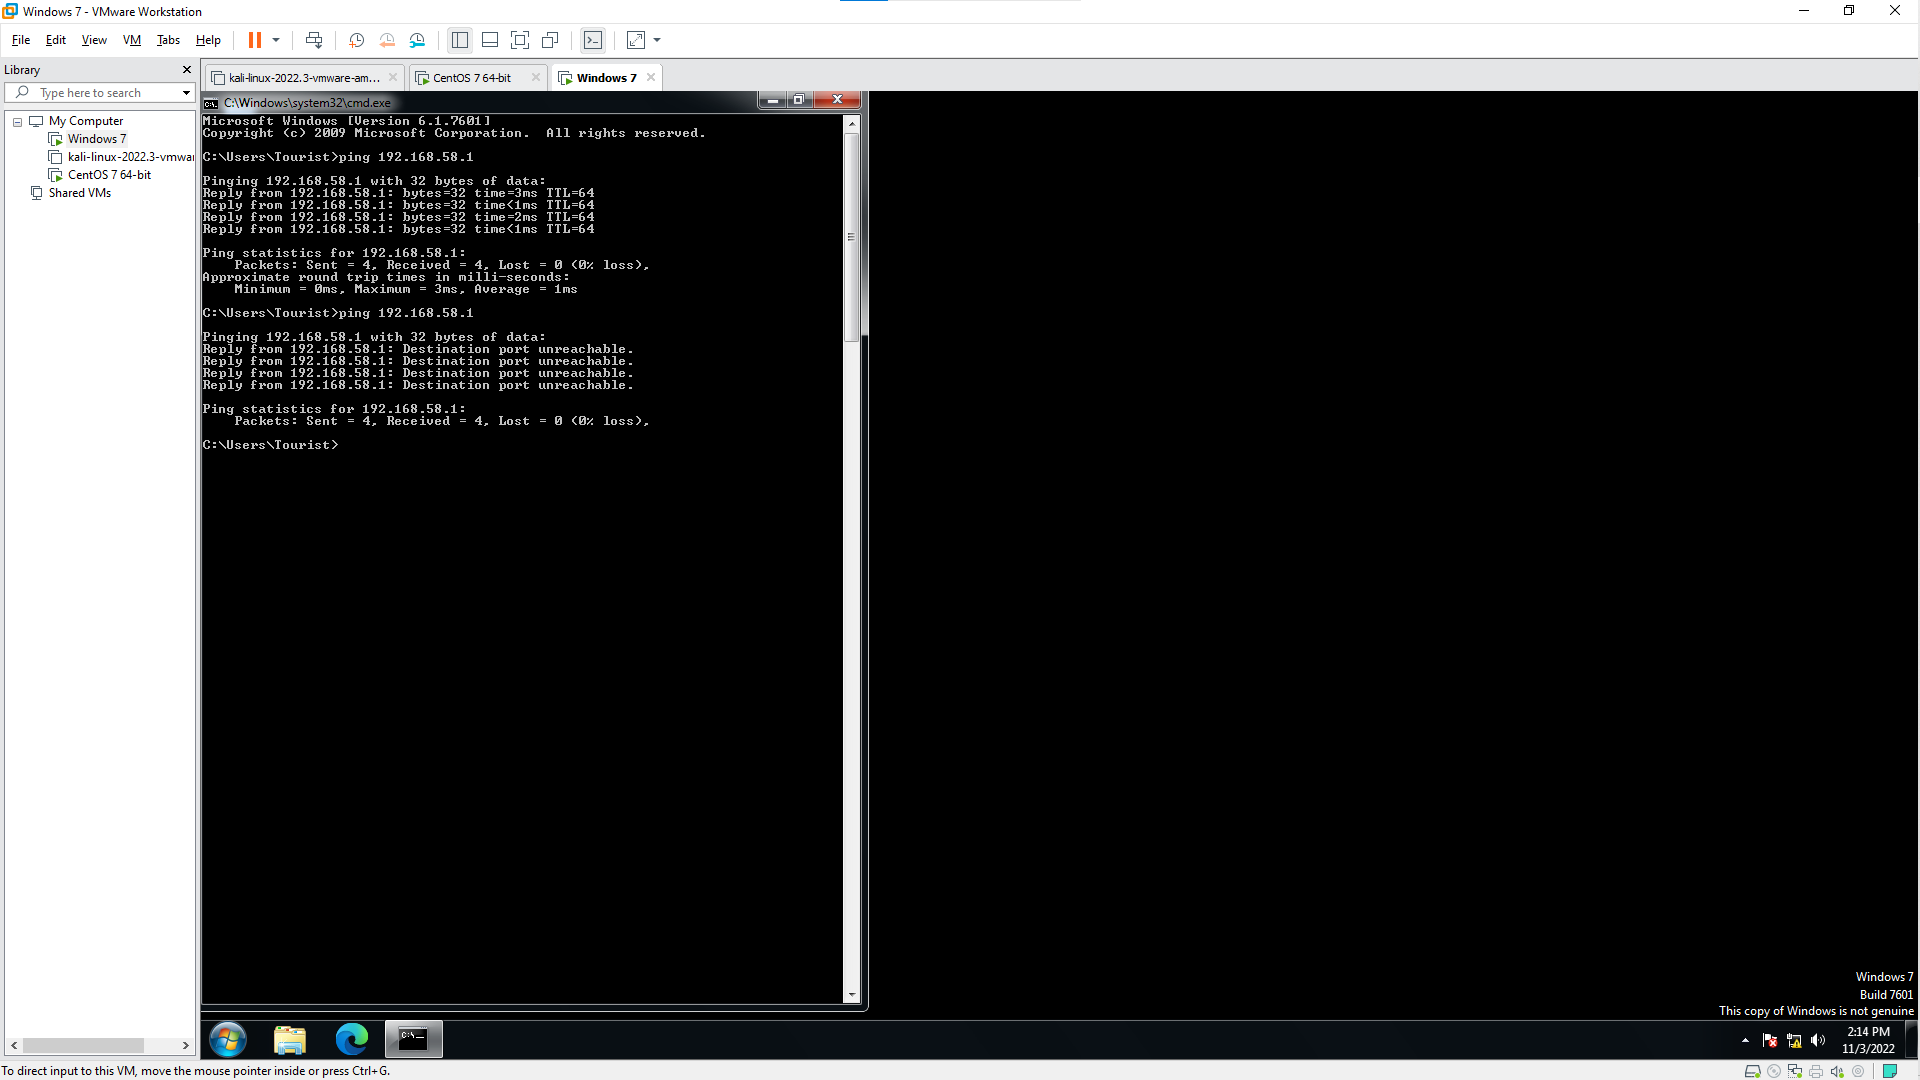 Windows 7 - VMware Workstation
File Edit View VM Tabs Help
Library
Type here to search
My Computer
Windows 7
kali-linux-2022.3-vmwar
CentOS 7 64-bit
Shared VMs
kali-linux-2022.3-vmware-am...
CentOS 7 64-bit
Windows 7
C:\Windows\system32\cmd.exe
Microsoft Windows [Version 6.1.7601]
Copyright (c) 2009 Microsoft Corporation.  All rights reserved.
C:\Users\Tourist>ping 192.168.58.1
Pinging 192.168.58.1 with 32 bytes of data:
Reply from 192.168.58.1: bytes=32 time=3ms TTL=64
Reply from 192.168.58.1: bytes=32 time<1ms TTL=64
Reply from 192.168.58.1: bytes=32 time=2ms TTL=64
Reply from 192.168.58.1: bytes=32 time<1ms TTL=64
Ping statistics for 192.168.58.1:
Packets: Sent = 4, Received = 4, Lost = 0 (0% loss),
Approximate round trip times in milli-seconds:
Minimum = 0ms, Maximum = 3ms, Average = 1ms
C:\Users\Tourist>ping 192.168.58.1
Pinging 192.168.58.1 with 32 bytes of data:
Reply from 192.168.58.1: Destination port unreachable.
Reply from 192.168.58.1: Destination port unreachable.
Reply from 192.168.58.1: Destination port unreachable.
Reply from 192.168.58.1: Destination port unreachable.
Ping statistics for 192.168.58.1:
Packets: Sent = 4, Received = 4, Lost = 0 (0% loss),
C:\Users\Tourist>
Windows 7
Build 7601
This copy of Windows is not genuine
2:14 PM
11/3/2022
To direct input to this VM, move the mouse pointer inside or press Ctrl+G.